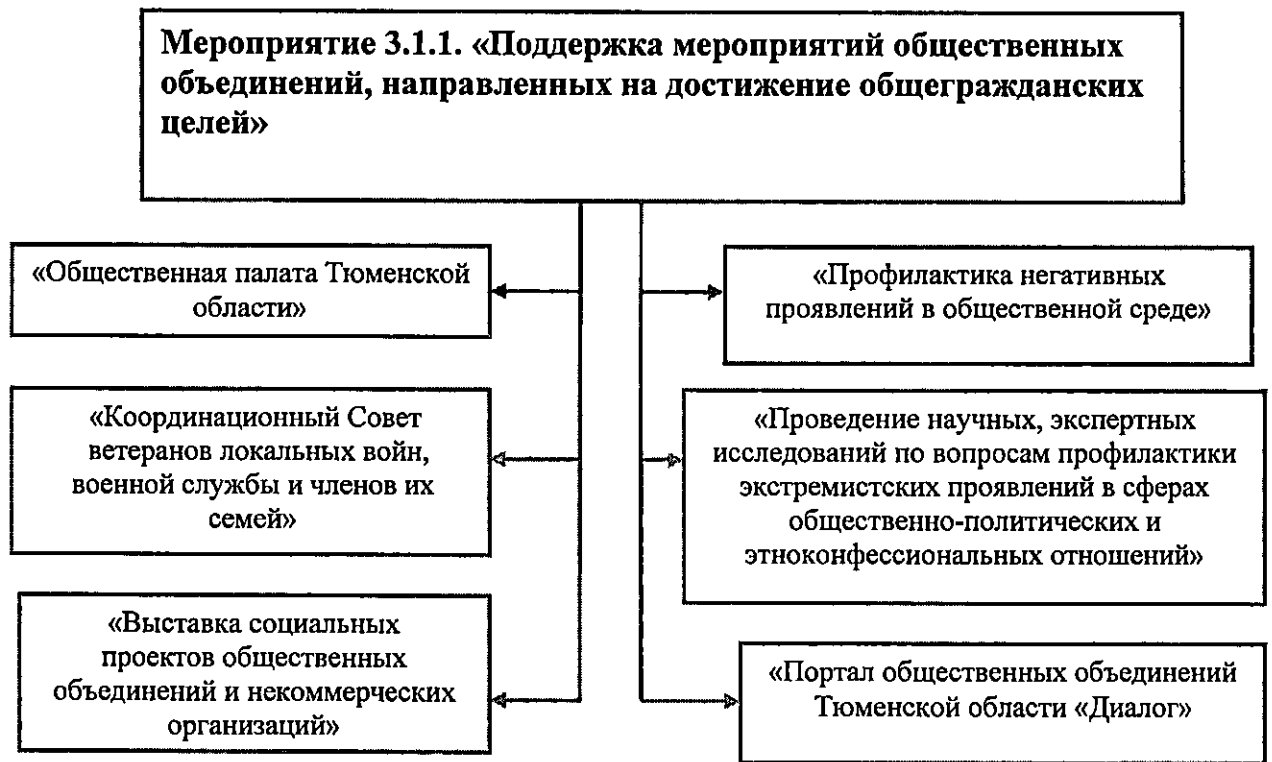 Мероприятие 3.1.1. «Поддержка мероприятий общественных
объединений, направленных на достижение общегражданских
целей»
«Общественная палата Тюменской
области»
«Профилактика негативных
проявлений в общественной среде»
«Координационный Совет
ветеранов локальных войн,
военной службы и членов их
семей»
«Проведение научных, экспертных
исследований по вопросам профилактики
экстремистских проявлений в сферах
общественно-политических и
этноконфессиональных отношений»
«Выставка социальных
проектов общественных
объединений и некоммерческих
организаций»
«Портал общественных объединений
Тюменской области «Диалог»